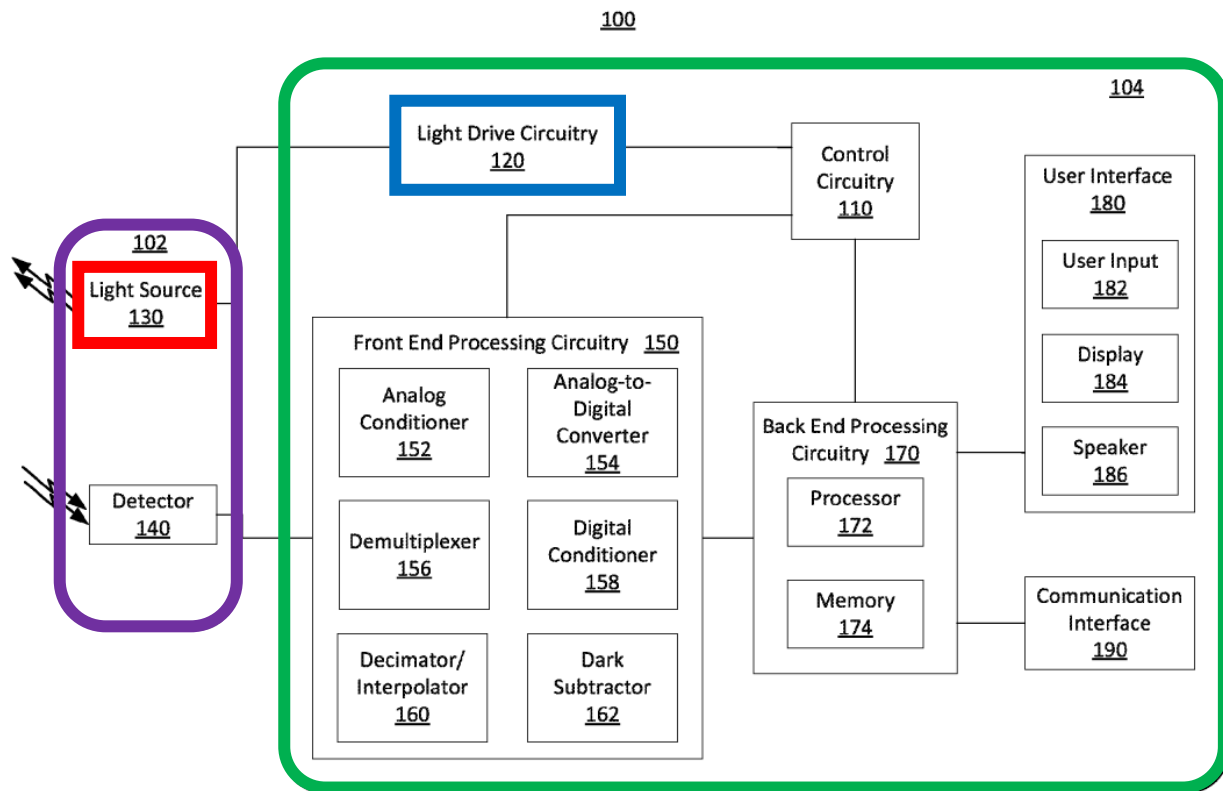 100
104
Light Drive Circuitry
120
Control
Circuitry
110
User Interface
180
User Input
182
Display
184
Speaker
186
102
Light Source
130
Detector
140
Front End Processing Circuitry 150
Analog
Conditioner
152
Analog-to-
Digital
Converter
154
Demultiplexer
156
Digital
Conditioner
158
Decimator/
Interpolator
160
Dark
Subtractor
162
Back End Processing
Circuitry 170
Processor
172
Memory
174
Communication
Interface
190